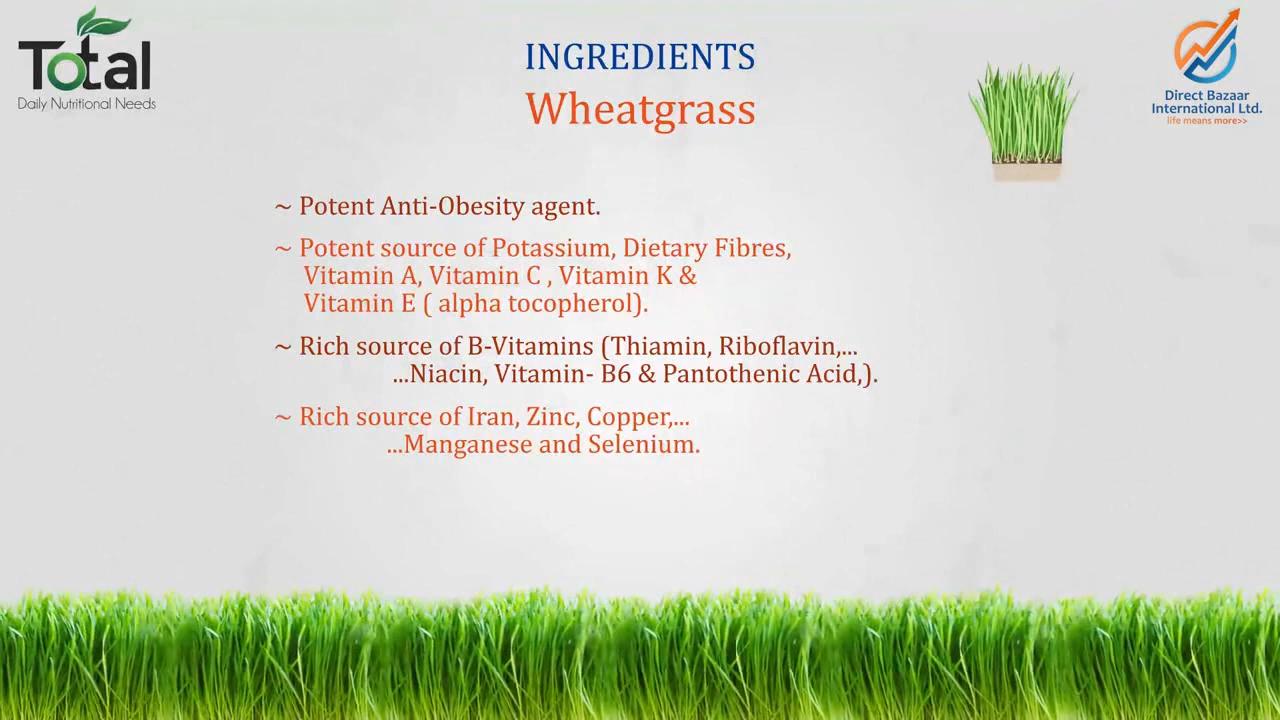 Total
Daily Nutritional Needs
INGREDIENTS
Wheatgrass
Direct Bazaar
International Ltd.
life means more>>
~ Potent Anti-Obesity agent.
~ Potent source of Potassium, Dietary Fibres,
Vitamin A, Vitamin C , Vitamin K &
Vitamin E ( alpha tocopherol).
~ Rich source of B-Vitamins (Thiamin, Riboflavin,...
...Niacin, Vitamin- B6 & Pantothenic Acid,).
~ Rich source of Iran, Zinc, Copper,...
...Manganese and Selenium.